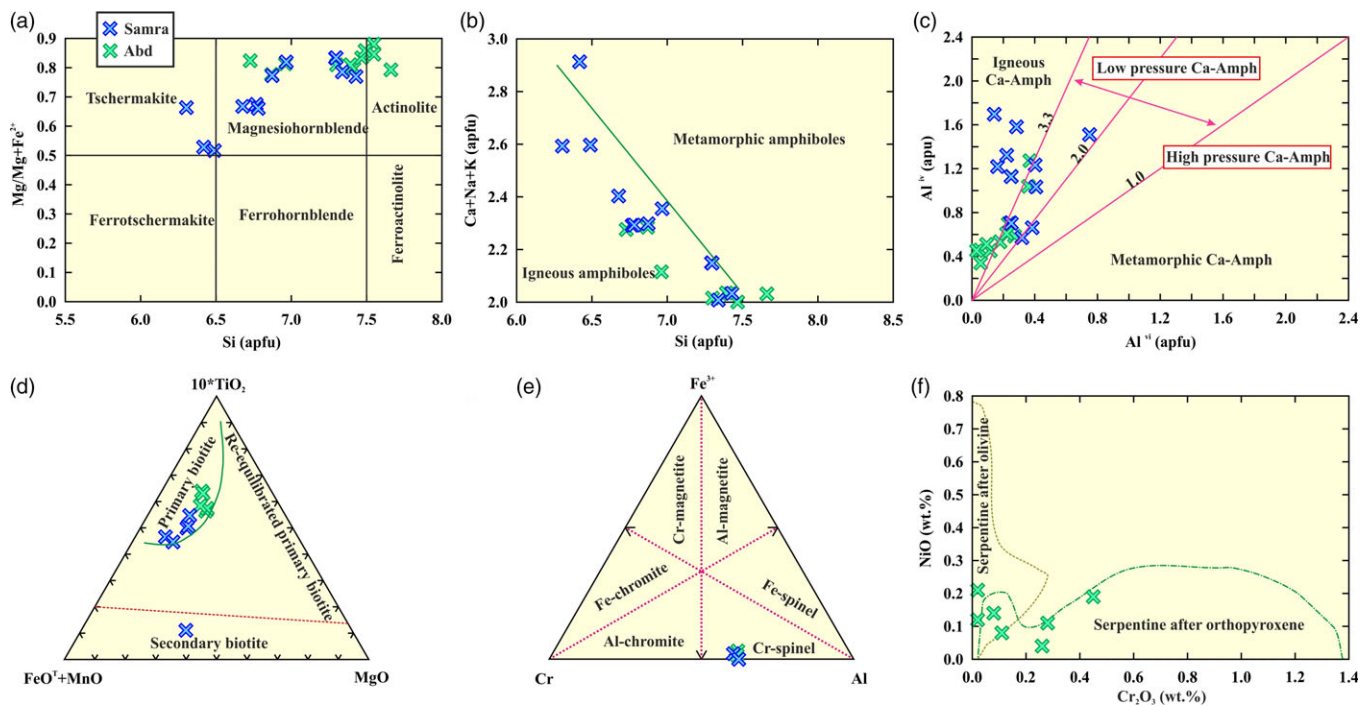 (a)
Samra
Abd
0.9
0.8
0.7
0.6
0.5
0.4
0.3
0.2
0.1
0.0
Mg/Mg+Fe²⁺
Tschermakite
Magnesiohornblende
Actinolite
Ferrotschermakite
Ferrohornblende
Ferroactinolite
5.5 6.0 6.5 7.0 7.5 8.0
Si (apfu)
(b)
3.0
2.8
2.6
2.4
2.2
2.0
Ca+Na+K (apfu)
Metamorphic amphiboles
Igneous amphiboles
6.0 6.5 7.0 7.5 8.0 8.5
Si (apfu)
(c)
2.4
2.0
1.6
1.2
0.8
0.4
0.0
Al ⁱᵛ (apu)
Igneous
Ca-Amph
Low pressure Ca-Amph
3.3
2.0
1.0
High pressure Ca-Amph
Metamorphic Ca-Amph
0.0 0.4 0.8 1.2 1.6 2.0 2.4
Al ᵛⁱ (apfu)
(d)
10*TiO₂
Primary biotite
Re-equilibrated primary biotite
Secondary biotite
FeOᵀ+MnO
MgO
(e)
Fe³⁺
Cr-magnetite
Al-magnetite
Fe-chromite
Fe-spinel
Al-chromite
Cr-spinel
Cr
Al
(f)
0.8
0.7
0.6
0.5
0.4
0.3
0.2
0.1
0.0
NiO (wt.%)
Serpentine after olivine
Serpentine after orthopyroxene
0.0 0.2 0.4 0.6 0.8 1.0 1.2 1.4
Cr₂O₃ (wt.%)